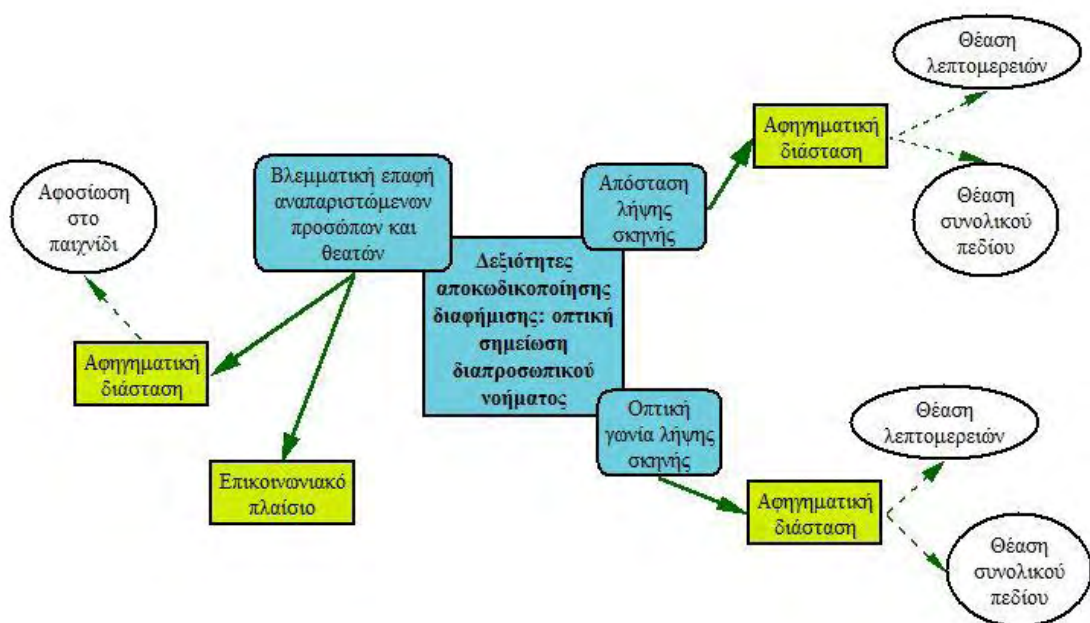 Θέαση
λεπτομερειών
Αφηγηματική
διάσταση
Θέαση
συνολικού
πεδίου
Απόσταση
λήψης
σκηνής
Βλεμματική επαφή
αναπαριστώμενων
προσώπων και
θεατών
Αφοσίωση
στο
παιχνίδι
Δεξιότητες
αποκωδικοποίησης
διαφήμισης: οπτική
σημείωση
διαπροσωπικού
νοήματος
Αφηγηματική
διάσταση
Επικοινωνιακό
πλαίσιο
Οπτική
γωνία λήψης
σκηνής
Θέαση
λεπτομερειών
Αφηγηματική
διάσταση
Θέαση
συνολικού
πεδίου